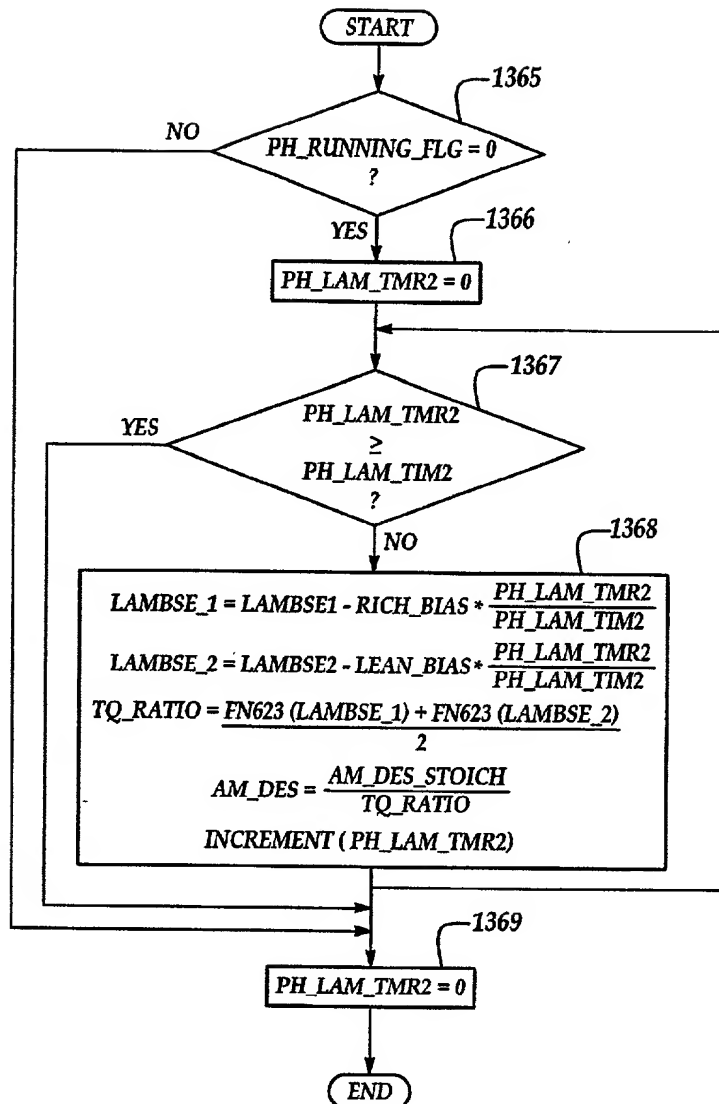 START
1365
NO
PH_RUNNING_FLG = 0
?
YES
1366
PH_LAM_TMR2 = 0
1367
YES
PH_LAM_TMR2
≥
PH_LAM_TIM2
?
NO
1368
LAMBSE_1 = LAMBSE1 - RICH_BIAS * PH_LAM_TMR2 / PH_LAM_TIM2
LAMBSE_2 = LAMBSE2 - LEAN_BIAS * PH_LAM_TMR2 / PH_LAM_TIM2
TQ_RATIO = FN623 (LAMBSE_1) + FN623 (LAMBSE_2) / 2
AM_DES = AM_DES_STOICH / TQ_RATIO
INCREMENT ( PH_LAM_TMR2)
1369
PH_LAM_TMR2 = 0
END